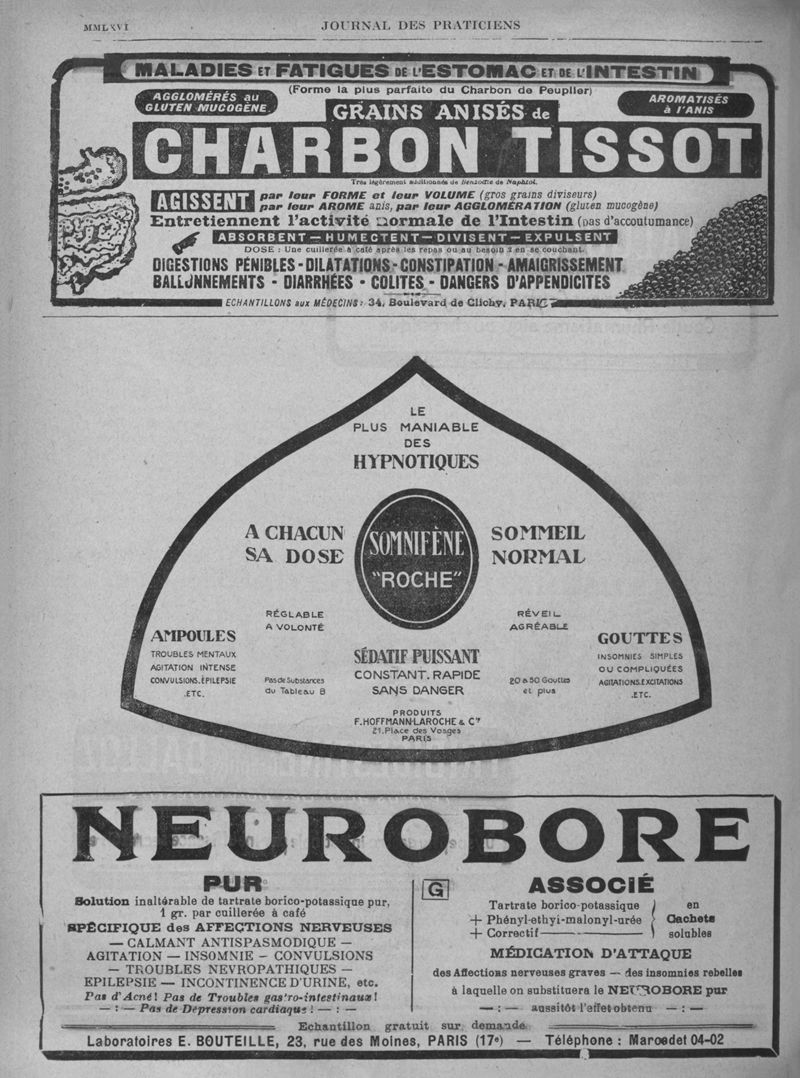 MMLXVI
JOURNAL DES PRATICIENS
MALADIES ET FATIGUES DE L'ESTOMAC ET DE L'INTESTIN
(Forme la plus parfaite du Charbon de Peuplier)
AGGLOMÉRÉS au
GLUTEN MUCOGÈNE
GRAINS ANISÉS de
AROMATISÉS
à l'ANIS
CHARBON TISSOT
Très légèrement additionnés de Benzoate de Naphtol.
AGISSENT par leur FORME et leur VOLUME (gros grains diviseurs)
par leur AROME anis, par leur AGGLOMÉRATION (gluten mucogène)
Entretiennent l'activité normale de l'Intestin (pas d'accoutumance)
ABSORBENT — HUMECTENT — DIVISENT — EXPULSENT
DOSE : Une cuillerée à café après les repas ou au besoin 1 en se couchant.
DIGESTIONS PÉNIBLES - DILATATIONS - CONSTIPATION - AMAIGRISSEMENT
BALLONNEMENTS - DIARRHÉES - COLITES - DANGERS D'APPENDICITES
ECHANTILLONS aux MÉDECINS: 34, Boulevard de Clichy, PARIS
LE
PLUS MANIABLE
DES
HYPNOTIQUES
A CHACUN
SA DOSE
SOMNIFÈNE
"ROCHE"
SOMMEIL
NORMAL
RÉGLABLE
A VOLONTÉ
RÉVEIL
AGRÉABLE
AMPOULES
TROUBLES MENTAUX
AGITATION INTENSE
CONVULSIONS.ÉPILEPSIE
.ETC.
Pas de Substances
du Tableau B
SÉDATIF PUISSANT
CONSTANT. RAPIDE
SANS DANGER
20 a 50 Gouttes
et plus
GOUTTES
INSOMNIES SIMPLES
OU COMPLIQUÉES
AGITATIONS.EXCITATIONS
.ETC.
PRODUITS
F.HOFFMANN-LAROCHE & Cie
21.Place des Vosges
PARIS
NEUROBORE
PUR
Solution inaltérable de tartrate borico-potassique pur,
1 gr. par cuillerée à café
SPÉCIFIQUE des AFFECTIONS NERVEUSES
— CALMANT ANTISPASMODIQUE —
AGITATION — INSOMNIE - CONVULSIONS
— TROUBLES NEVROPATHIQUES —
EPILEPSIE — INCONTINENCE D'URINE, etc.
Pas d'Acné! Pas de Troubles gastro-intestinaux!
— : — Pas de Dépression cardiaque! — : —
G
ASSOCIÉ
Tartrate borico-potassique
+ Phényl-ethyl-malonyl-urée
+ Correctif
en
Cachets
solubles
MÉDICATION D'ATTAQUE
des Affections nerveuses graves — des insomnies rebelles
à laquelle on substituera le NEUROBORE pur
— : — aussitôt l'effet obtenu — : —
Echantillon gratuit sur demande
Laboratoires E. BOUTEILLE, 23, rue des Moines, PARIS (17e) — Téléphone : Marcadet 04-02